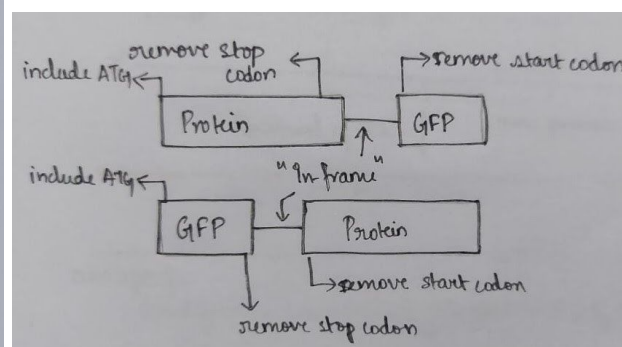 remove stop
codon
remove start codon
include ATG
Protein
GFP
"In frame"
include ATG
GFP
Protein
remove start codon
remove stop codon